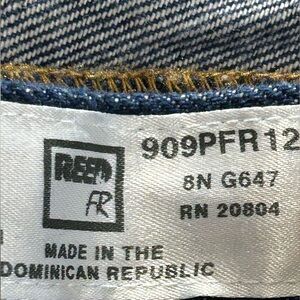 REED
FR
909PFR12
8N G647
RN 20804
MADE IN THE
DOMINICAN REPUBLIC